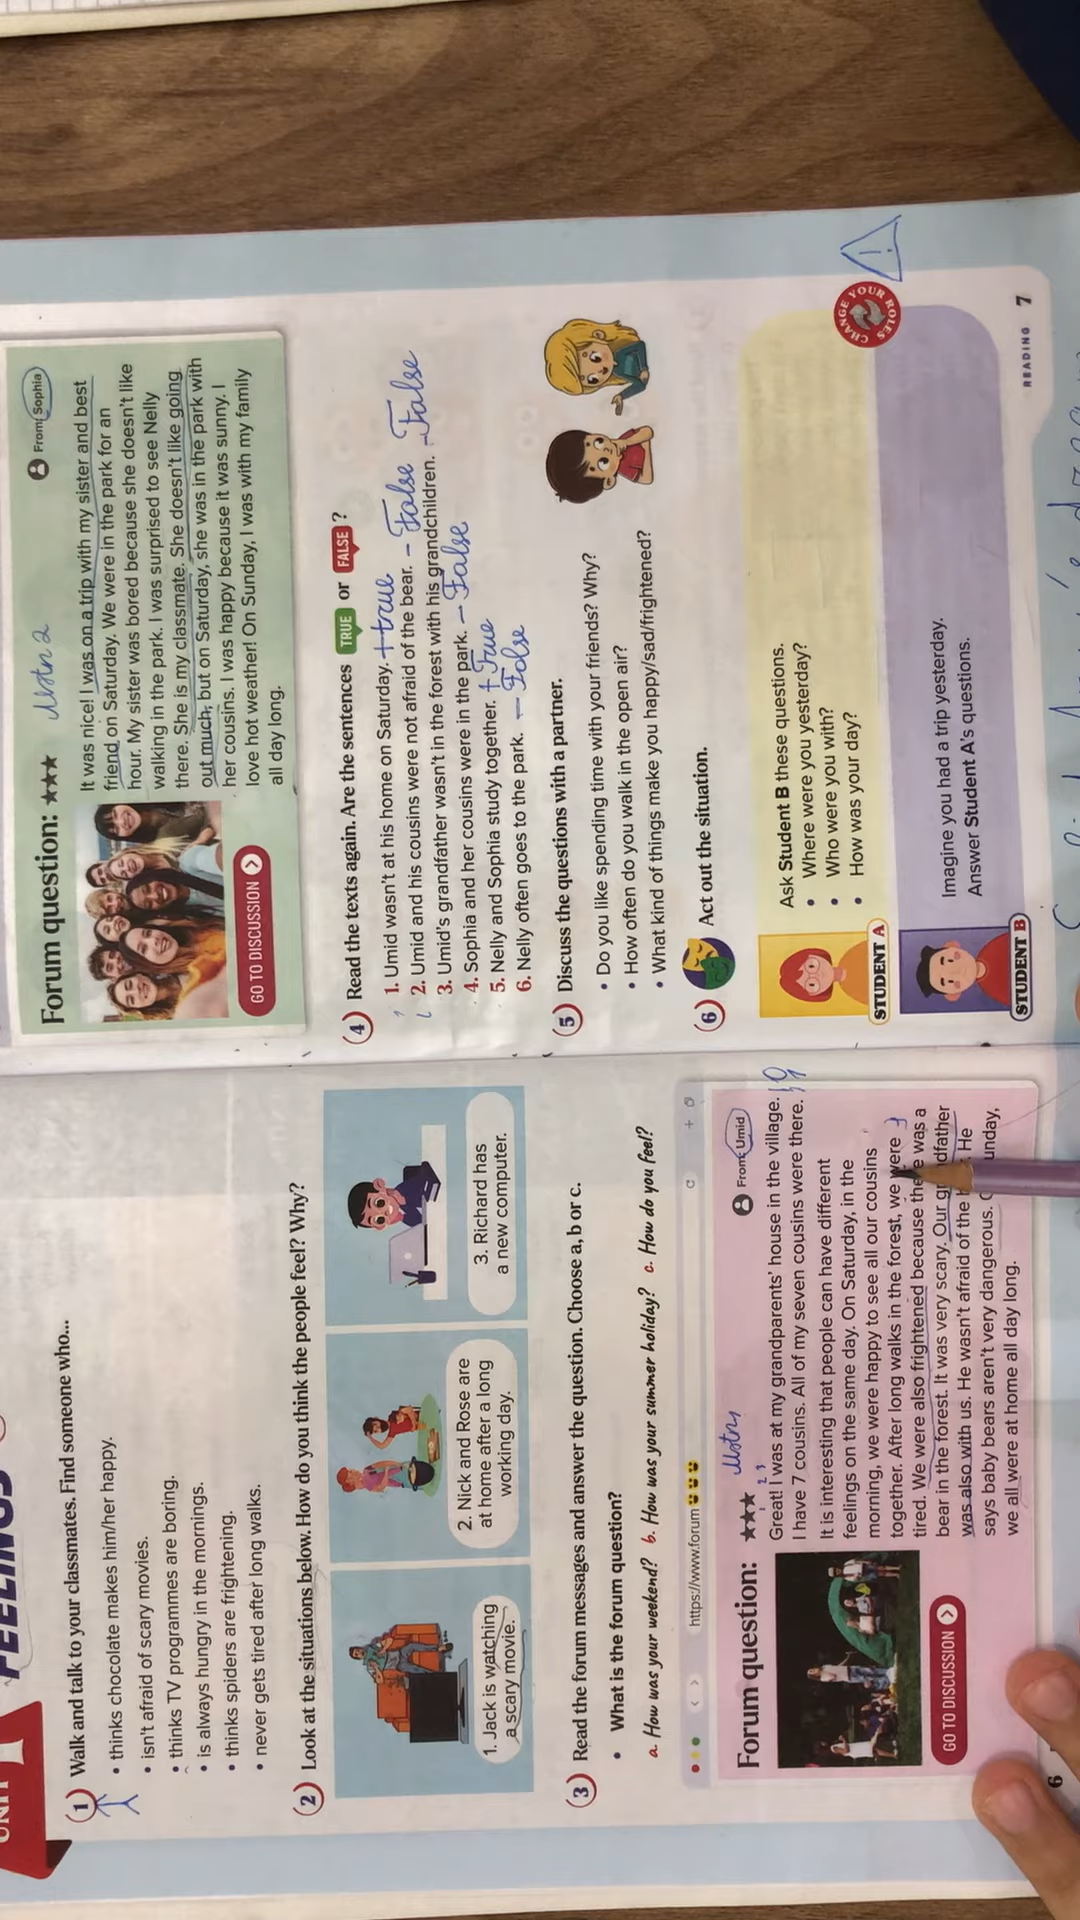 UNIT 1
FEELINGS
1 Walk and talk to your classmates. Find someone who...
• thinks chocolate makes him/her happy.
• isn't afraid of scary movies.
• thinks TV programmes are boring.
• is always hungry in the mornings.
• thinks spiders are frightening.
• never gets tired after long walks.
2 Look at the situations below. How do you think the people feel? Why?
1. Jack is watching
a scary movie.
2. Nick and Rose are
at home after a long
working day.
3. Richard has
a new computer.
3 Read the forum messages and answer the question. Choose a, b or c.
• What is the forum question?
a. How was your weekend? b. How was your summer holiday? c. How do you feel?
https://www.forum
Forum question: ★★★
From: Umid
1 2 3
Great! I was at my grandparents' house in the village.
I have 7 cousins. All of my seven cousins were there.
It is interesting that people can have different
feelings on the same day. On Saturday, in the
morning, we were happy to see all our cousins
together. After long walks in the forest, we were
tired. We were also frightened because the e was a
bear in the forest. It was very scary. Our gr dfather
was also with us. He wasn't afraid of the He
says baby bears aren't very dangerous. unday,
we all were at home all day long.
GO TO DISCUSSION
6
Forum question: ★★★
From: Sophia
It was nice! I was on a trip with my sister and best
friend on Saturday. We were in the park for an
hour. My sister was bored because she doesn't like
walking in the park. I was surprised to see Nelly
there. She is my classmate. She doesn't like going
out much, but on Saturday, she was in the park with
her cousins. I was happy because it was sunny. I
love hot weather! On Sunday, I was with my family
all day long.
GO TO DISCUSSION
4 Read the texts again. Are the sentences TRUE or FALSE ?
1. Umid wasn't at his home on Saturday. + true
2. Umid and his cousins were not afraid of the bear. - False
3. Umid's grandfather wasn't in the forest with his grandchildren. - False
4. Sophia and her cousins were in the park. - False
5. Nelly and Sophia study together. + True
6. Nelly often goes to the park. - False
5 Discuss the questions with a partner.
• Do you like spending time with your friends? Why?
• How often do you walk in the open air?
• What kind of things make you happy/sad/frightened?
6 Act out the situation.
STUDENT A
Ask Student B these questions.
• Where were you yesterday?
• Who were you with?
• How was your day?
CHANGE YOUR ROLES
!
STUDENT B
Imagine you had a trip yesterday.
Answer Student A's questions.
READING 7